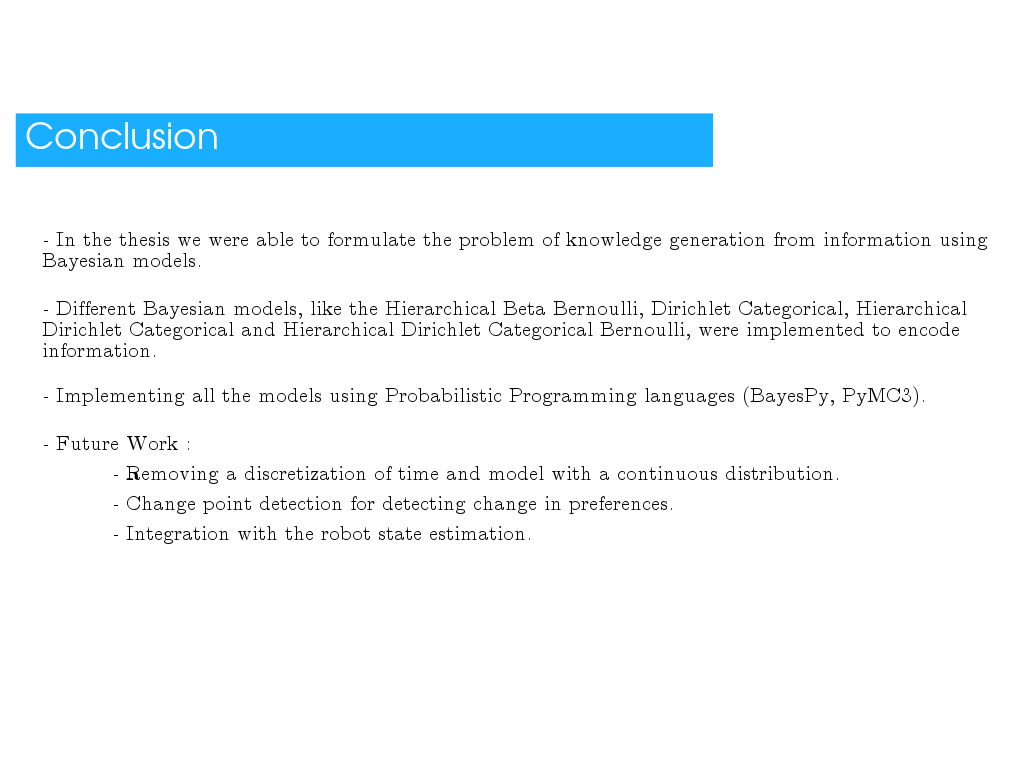 Conclusion
- In the thesis we were able to formulate the problem of knowledge generation from information using
Bayesian models.
- Different Bayesian models, like the Hierarchical Beta Bernoulli, Dirichlet Categorical, Hierarchical
Dirichlet Categorical and Hierarchical Dirichlet Categorical Bernoulli, were implemented to encode
information.
- Implementing all the models using Probabilistic Programming languages (BayesPy, PyMC3).
- Future Work :
- Removing a discretization of time and model with a continuous distribution.
- Change point detection for detecting change in preferences.
- Integration with the robot state estimation.